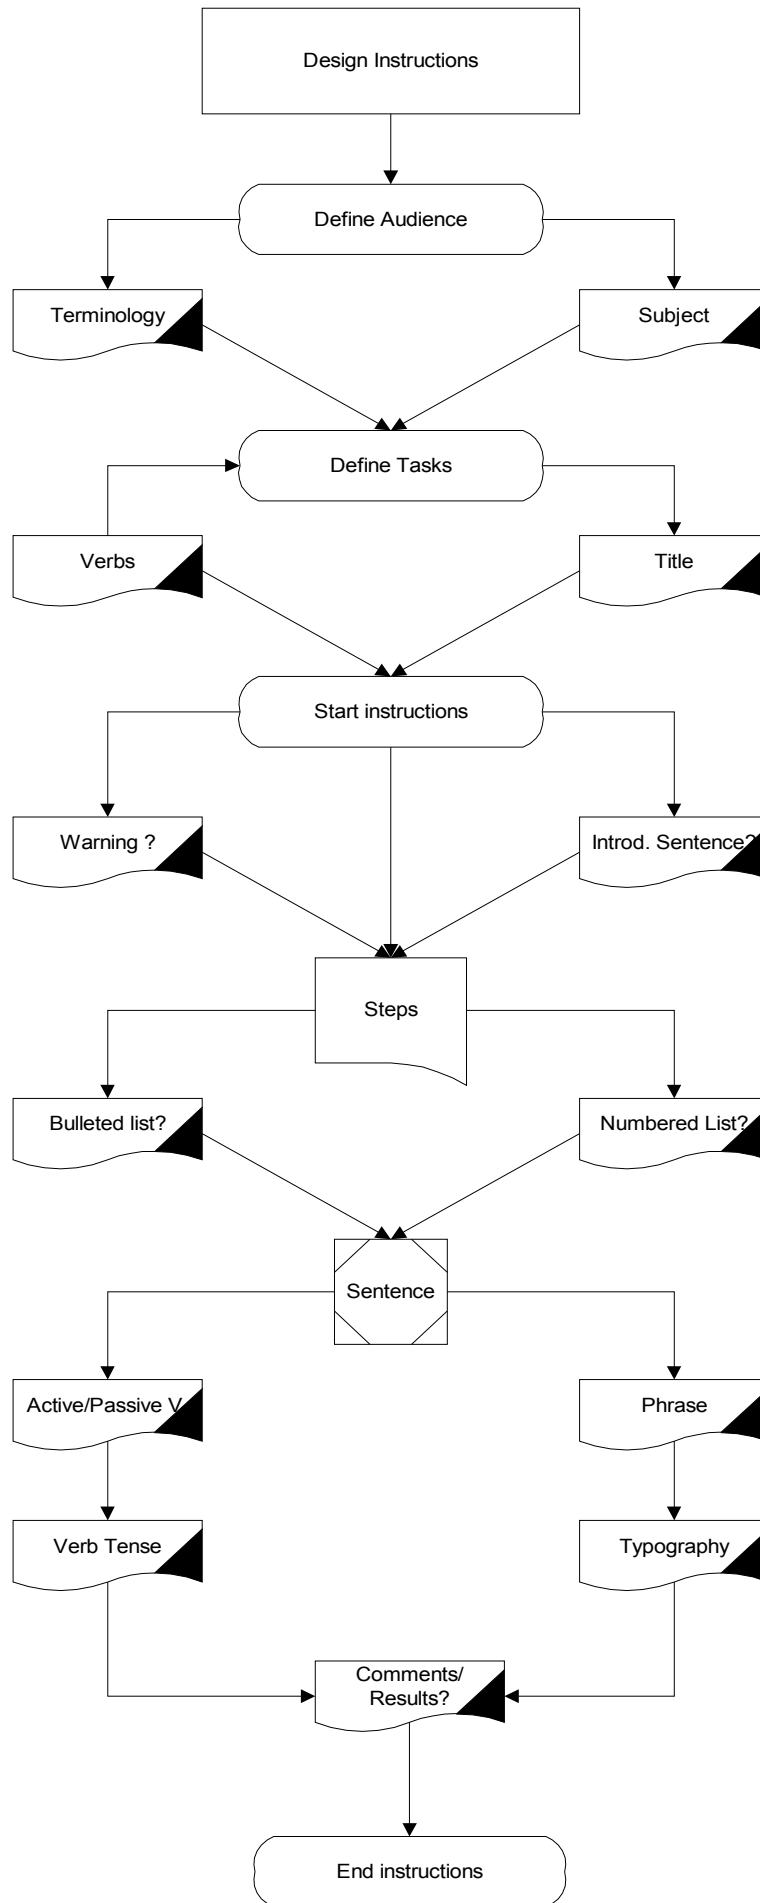 Design Instructions
Define Audience
Terminology
Subject
Define Tasks
Verbs
Title
Start instructions
Warning ?
Introd. Sentence?
Steps
Bulleted list?
Numbered List?
Sentence
Active/Passive V
Phrase
Verb Tense
Typography
Comments/
Results?
End instructions